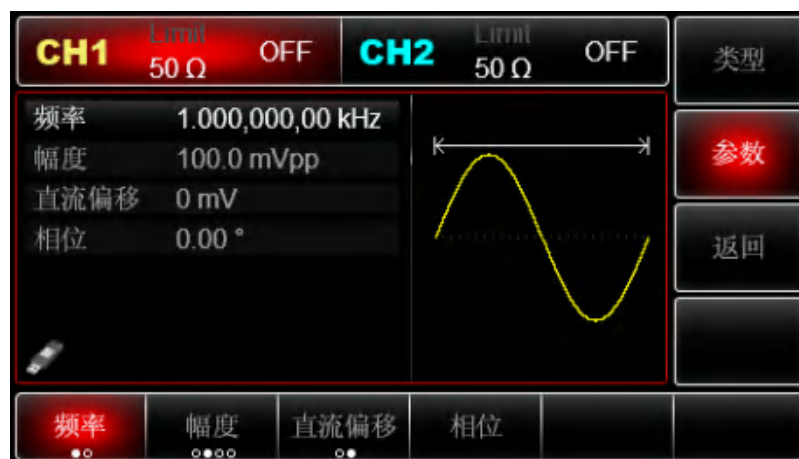 CH1 Limit 50 Ω OFF
CH2 Limit 50 Ω OFF
类型
频率 1.000,000,00 kHz
幅度 100.0 mVpp
直流偏移 0 mV
相位 0.00 °
参数
返回
频率 幅度 直流偏移 相位